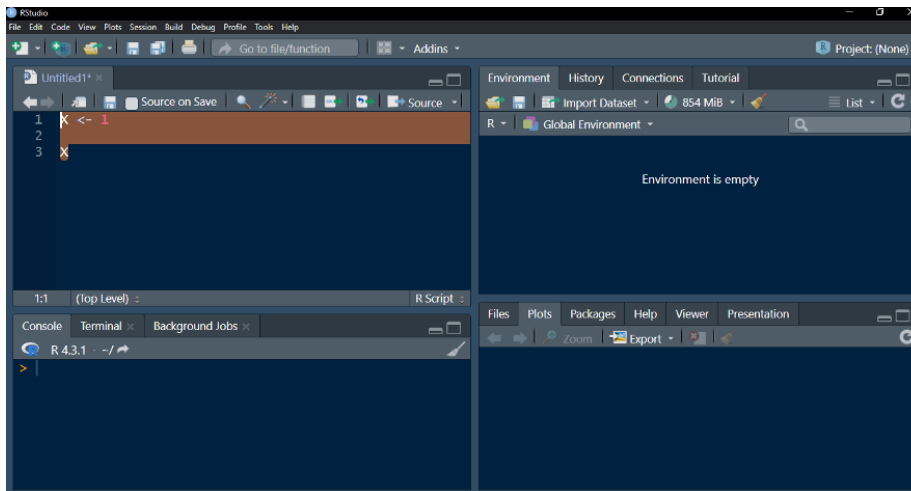 RStudio
File Edit Code View Plots Session Build Debug Profile Tools Help
Go to file/function Addins Project: (None)
Untitled1*
Source on Save Source
1 X <- 1
2
3 X
1:1 (Top Level) R Script
Console Terminal Background Jobs
R 4.3.1 · ~/
>
Environment History Connections Tutorial
Import Dataset 854 MiB List
R Global Environment
Environment is empty
Files Plots Packages Help Viewer Presentation
Zoom Export